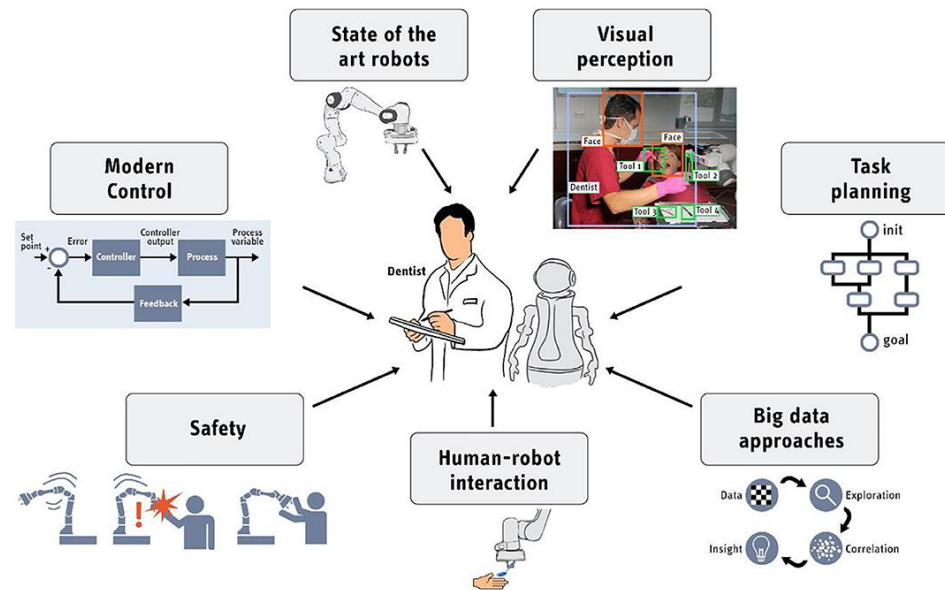 State of the
art robots
Visual
perception
Face
Face
Tool 1
Tool 2
Dentist
Tool 3
Tool 4
Modern
Control
Set
point
+
-
Error
Controller
Controller
output
Process
Process
variable
Feedback
Task
planning
init
goal
Dentist
Safety
!
Human-robot
interaction
Big data
approaches
Data
Exploration
Insight
Correlation